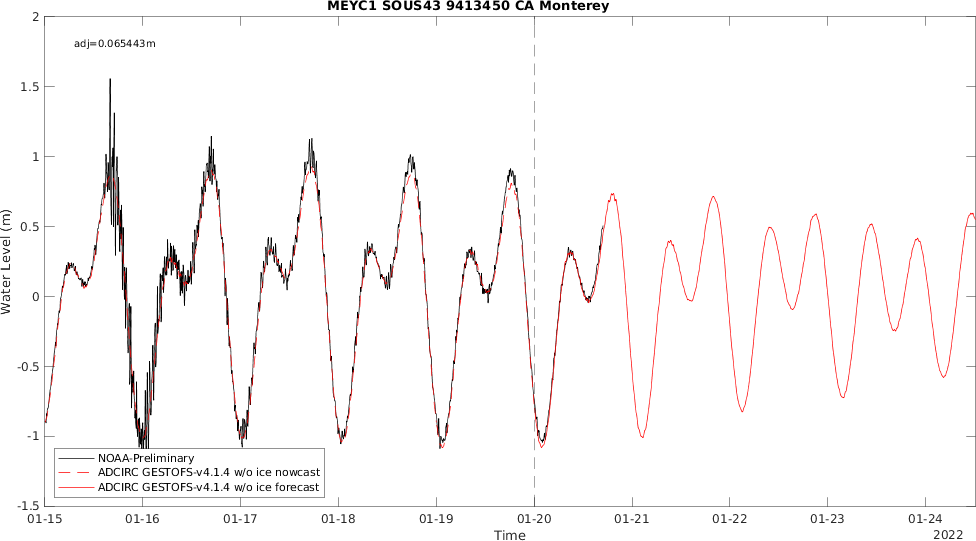 MEYC1 SOUS43 9413450 CA Monterey
adj=0.065443m
Water Level (m)
2
1.5
1
0.5
0
-0.5
-1
-1.5
NOAA-Preliminary
ADCIRC GESTOFS-v4.1.4 w/o ice nowcast
ADCIRC GESTOFS-v4.1.4 w/o ice forecast
01-15 01-16 01-17 01-18 01-19 01-20 01-21 01-22 01-23 01-24
Time
2022